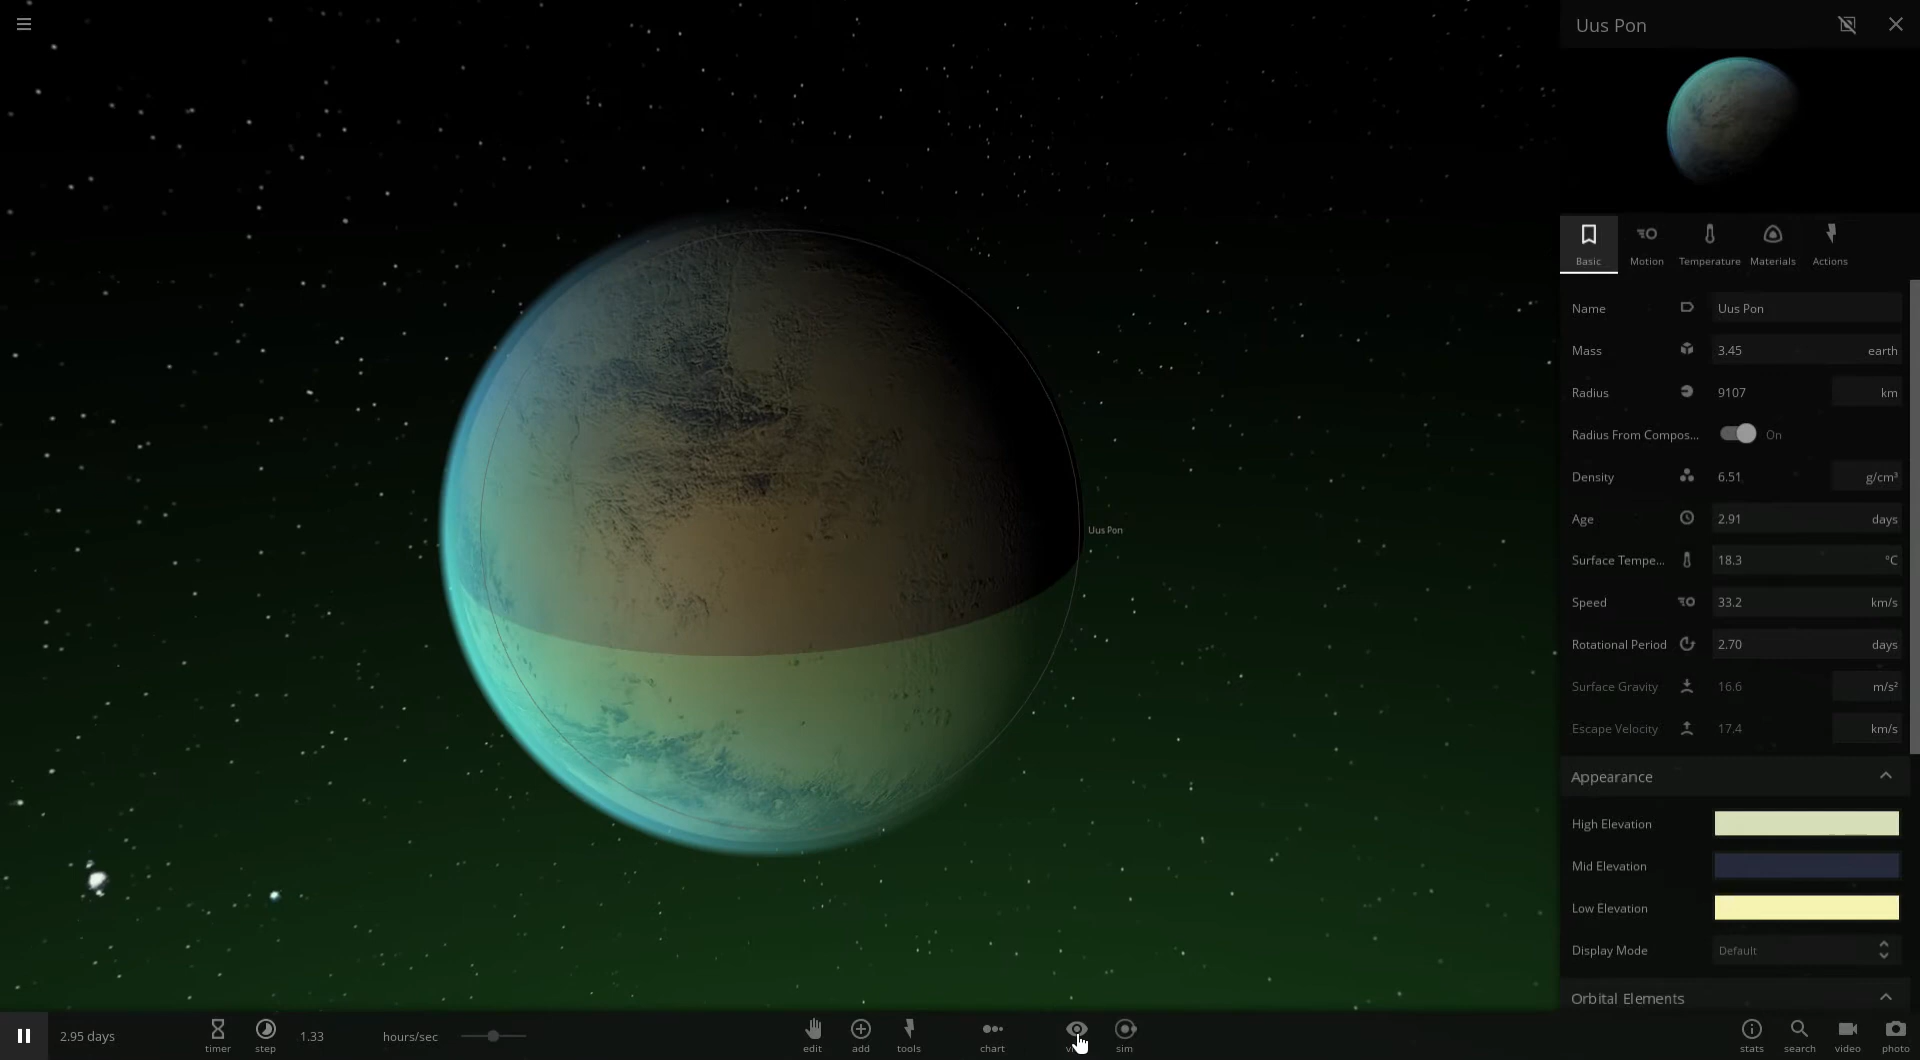 Uus Pon
Basic
Motion
Temperature
Materials
Actions
Name Uus Pon
Mass 3.45 earth
Radius 9107 km
Radius From Compos... On
Density 6.51 g/cm³
Age 2.91 days
Surface Tempe... 18.3 °C
Speed 33.2 km/s
Rotational Period 2.70 days
Surface Gravity 16.6 m/s²
Escape Velocity 17.4 km/s
Appearance
High Elevation
Mid Elevation
Low Elevation
Display Mode Default
Orbital Elements
Uus Pon
2.95 days
timer
step
1.33 hours/sec
edit
add
tools
chart
sim
stats
search
video
photo